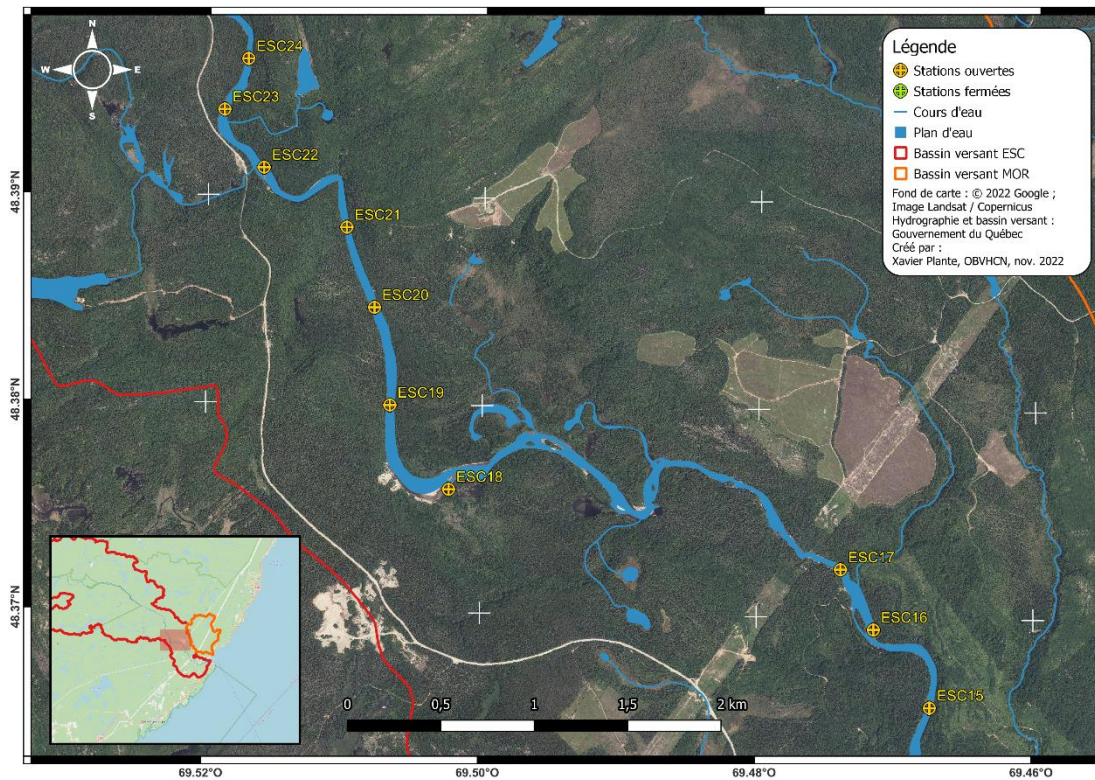 N
W E
S
ESC24
ESC23
ESC22
ESC21
ESC20
ESC19
ESC18
ESC17
ESC16
ESC15
Légende
Stations ouvertes
Stations fermées
Cours d'eau
Plan d'eau
Bassin versant ESC
Bassin versant MOR
Fond de carte : © 2022 Google ;
Image Landsat / Copernicus
Hydrographie et bassin versant :
Gouvernement du Québec
Créé par :
Xavier Plante, OBVHCN, nov. 2022
48.39°N
48.38°N
48.37°N
0 0,5 1 1,5 2 km
69.52°O 69.50°O 69.48°O 69.46°O